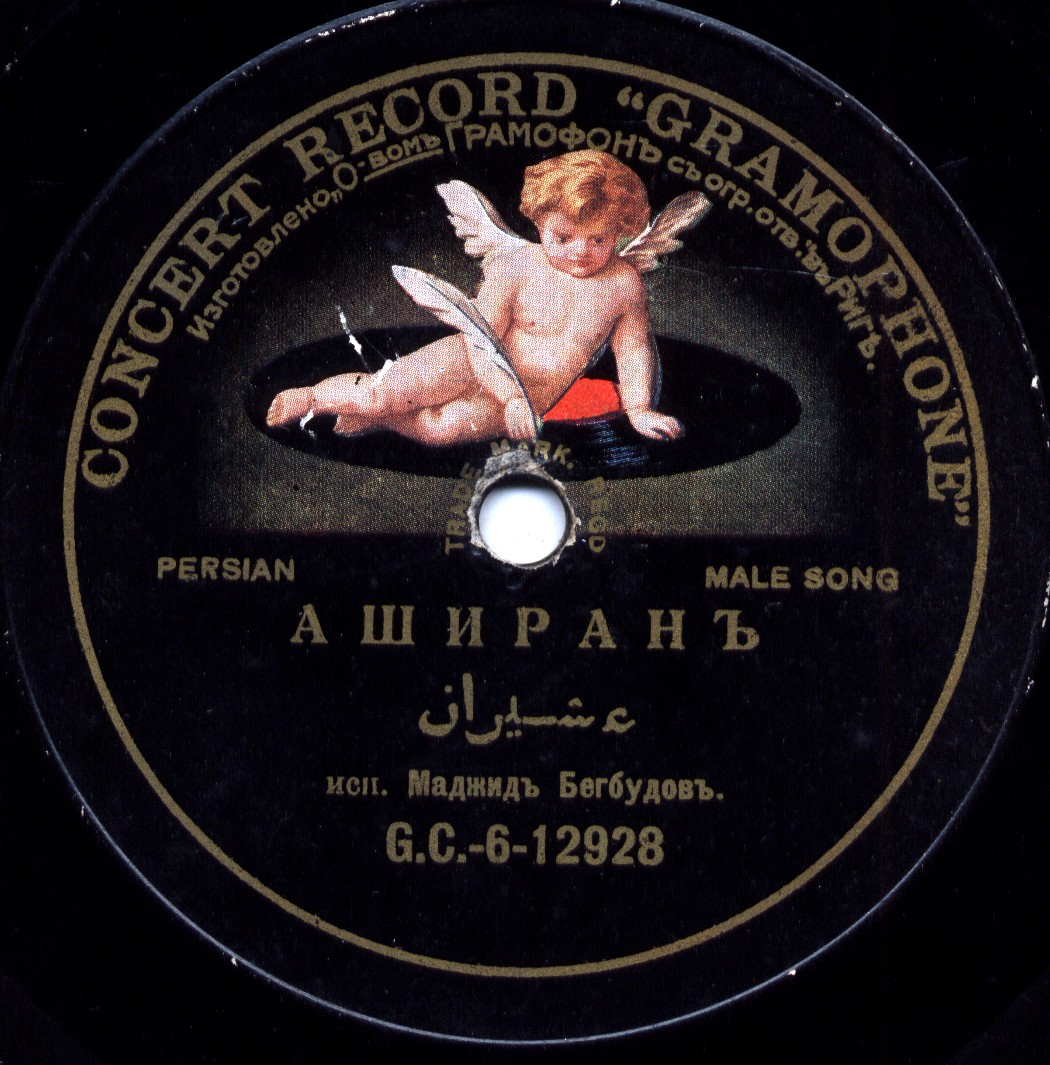 CONCERT RECORD “GRAMOPHONE”
Изготовлено „О-вомъ ГРАМОФОНЪ съ огр. отв.“ въ Ригѣ.
TRADE MARK. REGD
PERSIAN
MALE SONG
АШИРАНЪ
عشیران
исп. Маджидъ Бегбудовъ.
G.C.-6-12928